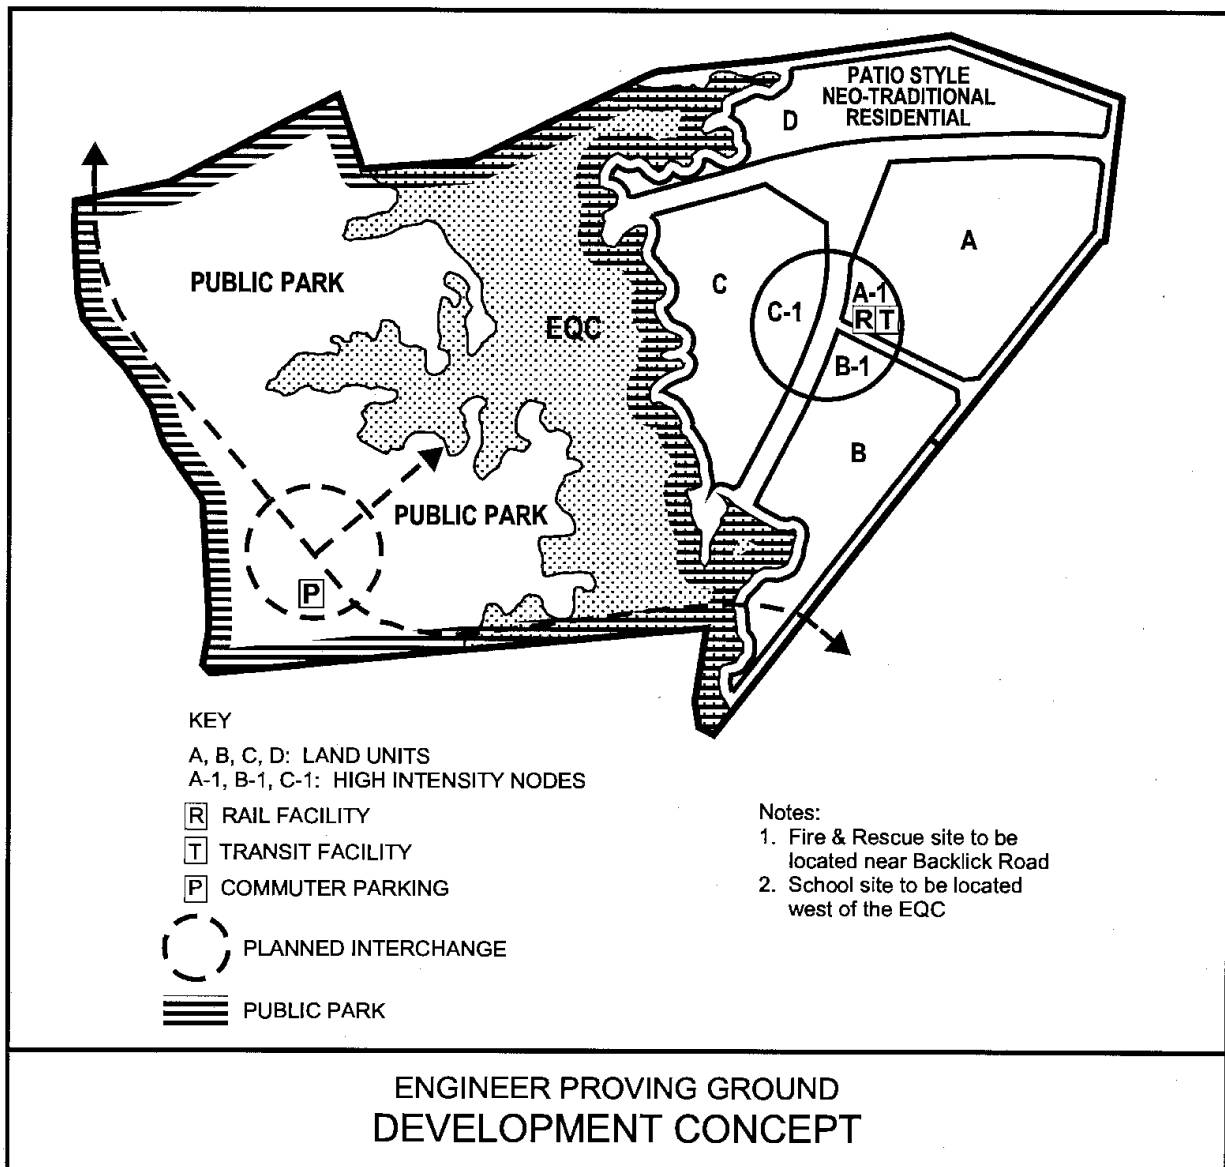 PATIO STYLE
NEO-TRADITIONAL
RESIDENTIAL
D
A
PUBLIC PARK
C
A-1
C-1
R T
EQC
B-1
B
PUBLIC PARK
P
KEY
A, B, C, D: LAND UNITS
A-1, B-1, C-1: HIGH INTENSITY NODES
R RAIL FACILITY
T TRANSIT FACILITY
P COMMUTER PARKING
PLANNED INTERCHANGE
PUBLIC PARK
Notes:
1. Fire & Rescue site to be
located near Backlick Road
2. School site to be located
west of the EQC
ENGINEER PROVING GROUND
DEVELOPMENT CONCEPT